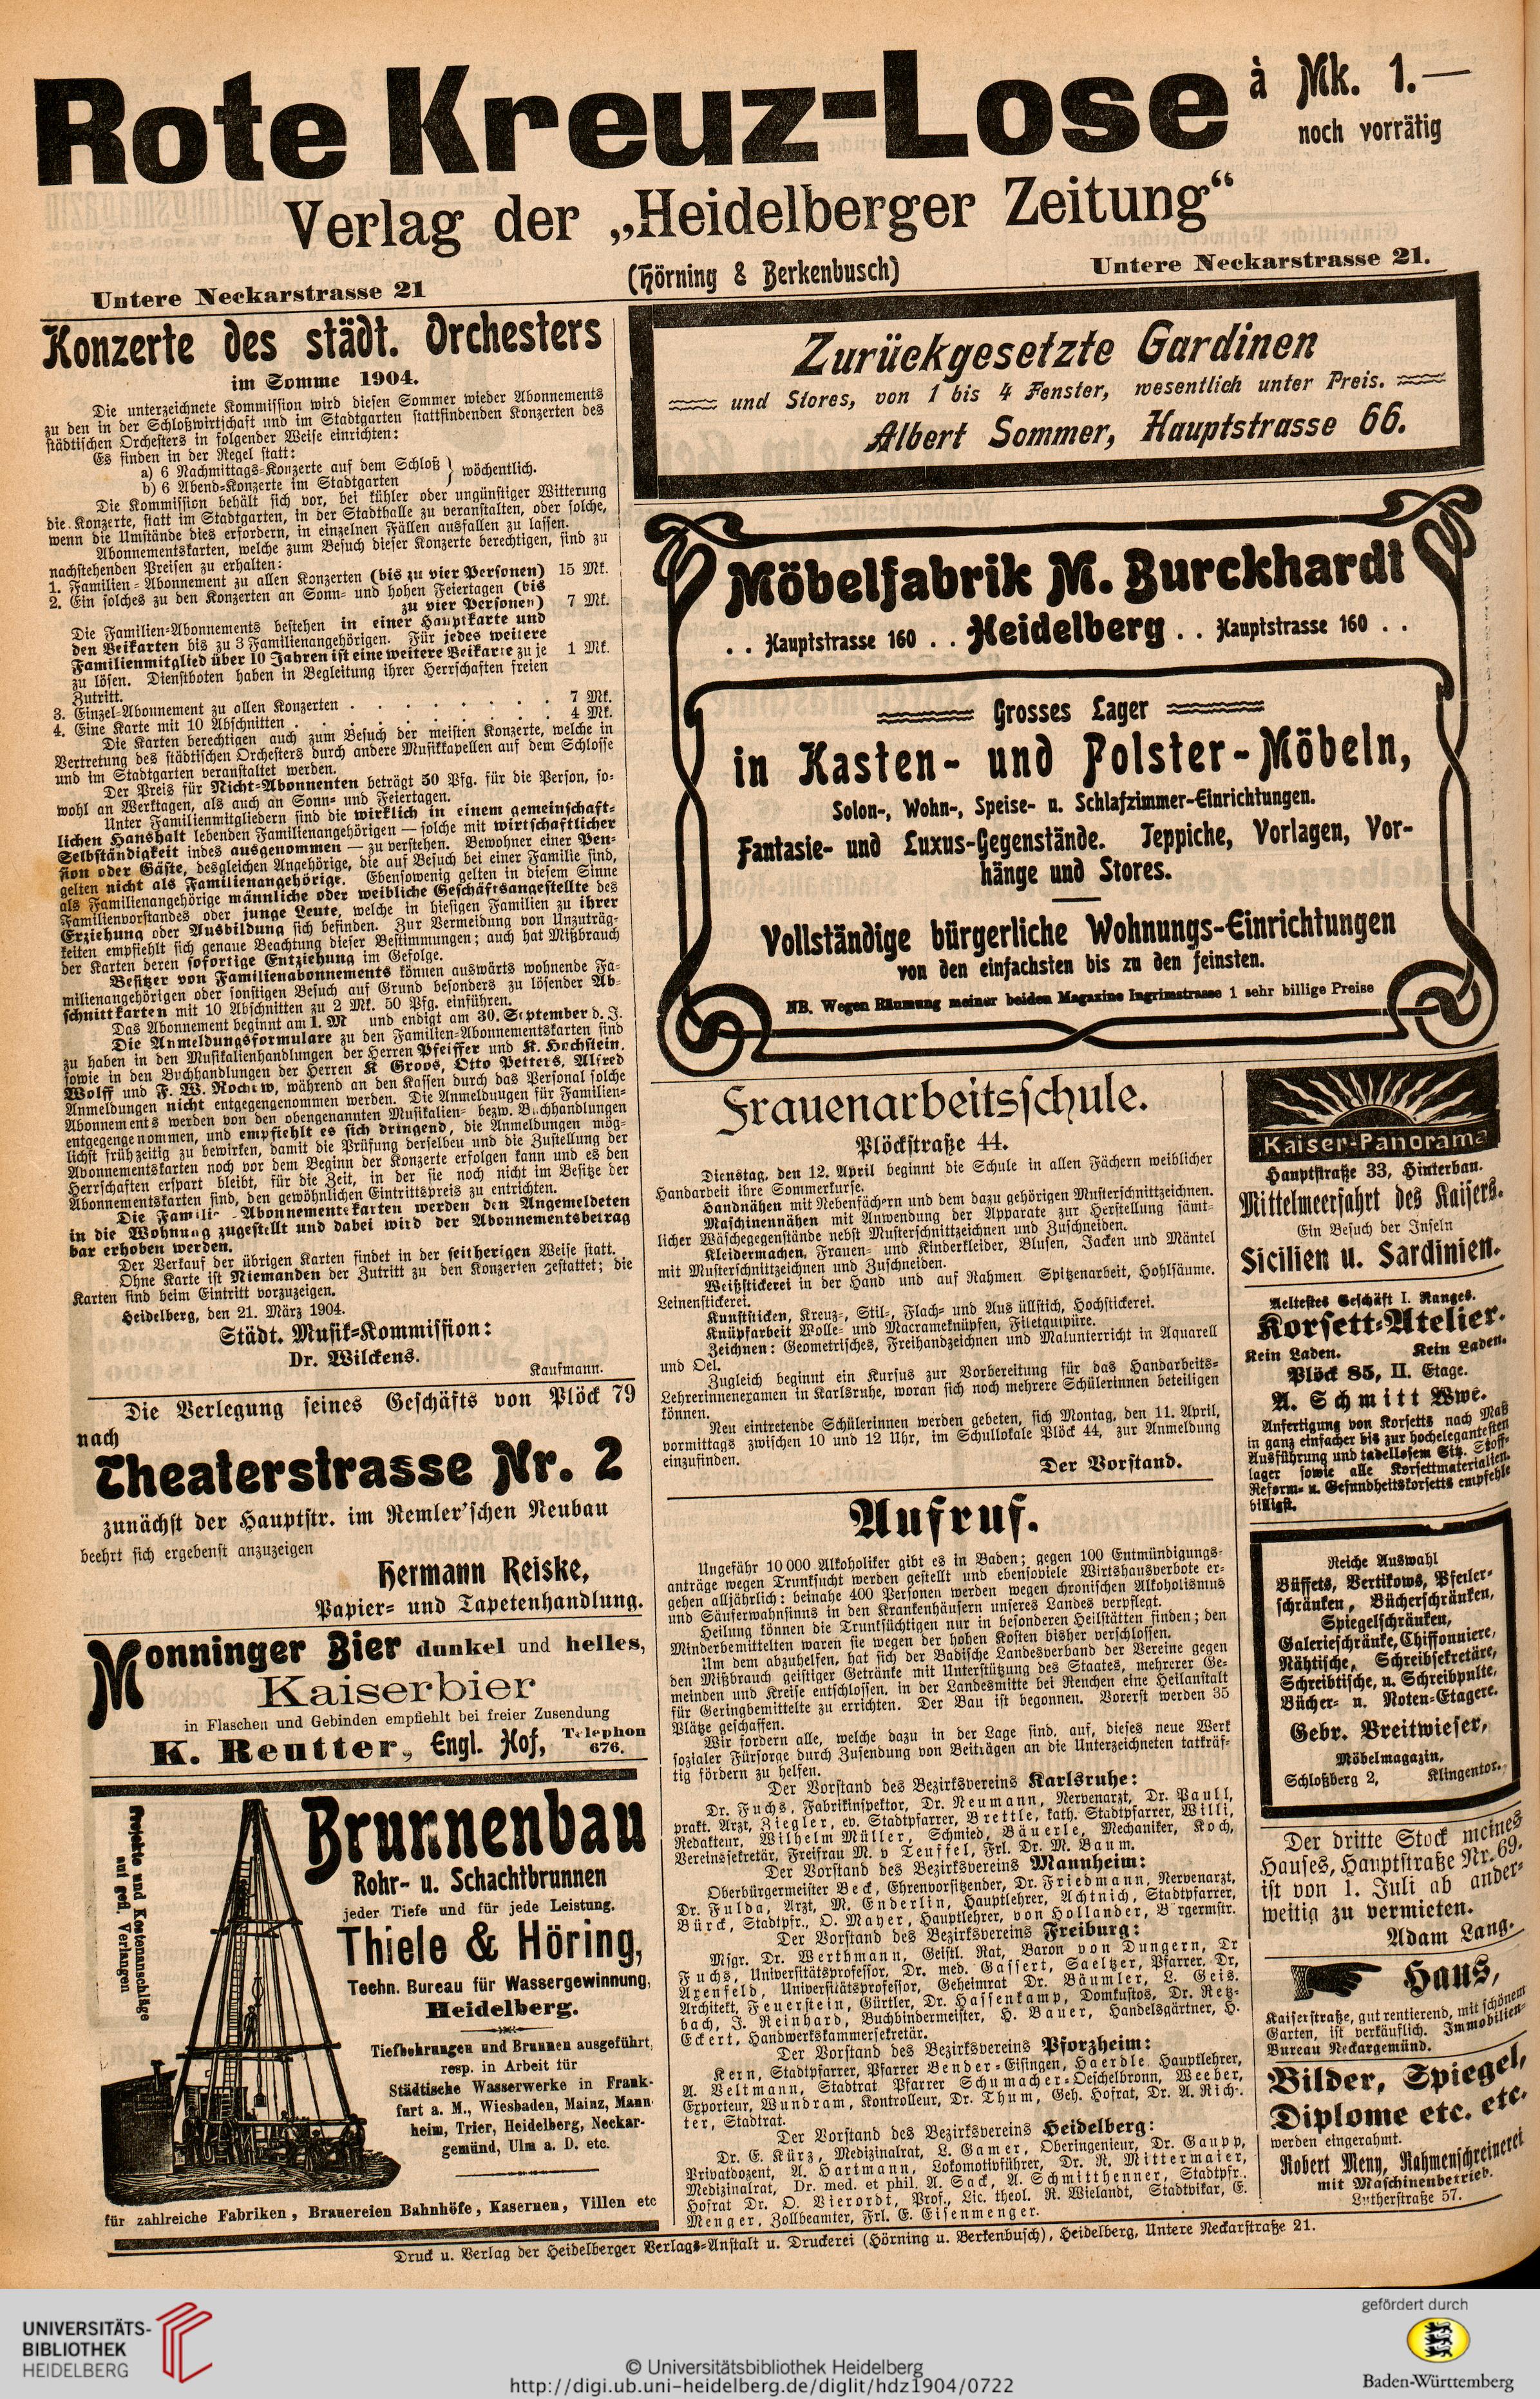 Rote Kreuz-Lose
à Mk. 1.—
noch vorrätig
Verlag der „Heidelberger Zeitung“
(Hörning & Berkenbusch)
Untere Neckarstrasse 21
Untere Neckarstrasse 21.
Konzerte des städt. Orchesters
im Somme 1904.
Die unterzeichnete Kommission wird diesen Sommer wieder Abonnements
zu den in der Schloßwirtschaft und im Stadtgarten stattfindenden Konzerten des
städtischen Orchesters in folgender Weise einrichten:
Es finden in der Regel statt:
a) 6 Nachmittags-Konzerte auf dem Schloß } wöchentlich.
b) 6 Abend-Konzerte im Stadtgarten
Die Kommission behält sich vor, bei kühler oder ungünstiger Witterung
die Konzerte, statt im Stadtgarten, in der Stadthalle zu veranstalten, oder solche,
wenn die Umstände dies erfordern, in einzelnen Fällen ausfallen zu lassen.
Abonnementskarten, welche zum Besuch dieser Konzerte berechtigen, sind zu
nachstehenden Preisen zu erhalten:
1. Familien-Abonnement zu allen Konzerten (bis zu vier Personen) 15 Mk.
2. Ein solches zu den Konzerten an Sonn- und hohen Feiertagen (bis
zu vier Personen) 7 Mk.
Die Familien-Abonnements bestehen in einer Hauptkarte und
den Beikarten bis zu 3 Familienangehörigen. Für jedes weitere
Familienmitglied über 10 Jahren ist eine weitere Beikarte zu je 1 Mk.
zu lösen. Dienstboten haben in Begleitung ihrer Herrschaften freien
Zutritt.
3. Einzel-Abonnement zu allen Konzerten . . . . . . . 7 Mk.
4. Eine Karte mit 10 Abschnitten . . . . . . . . . 4 Mk.
Die Karten berechtigen auch zum Besuch der meisten Konzerte, welche in
Vertretung des städtischen Orchesters durch andere Musikkapellen auf dem Schlosse
und im Stadtgarten veranstaltet werden.
Der Preis für Nicht-Abonnenten beträgt 50 Pfg. für die Person, so-
wohl an Werktagen, als auch an Sonn- und Feiertagen.
Unter Familienmitgliedern sind die wirklich in einem gemeinschaft-
lichen Haushalt lebenden Familienangehörigen — solche mit wirtschaftlicher
Selbständigkeit indes ausgenommen — zu verstehen. Bewohner einer Pen-
sion oder Gäste, desgleichen Angehörige, die auf Besuch bei einer Familie sind,
gelten nicht als Familienangehörige. Ebensowenig gelten in diesem Sinne
als Familienangehörige männliche oder weibliche Geschäftsangestellte des
Familienvorstandes oder junge Leute, welche in hiesigen Familien zu ihrer
Erziehung oder Ausbildung sich befinden. Zur Vermeidung von Unzuträg-
keiten empfiehlt sich genaue Beachtung dieser Bestimmungen; auch hat Mißbrauch
der Karten deren sofortige Entziehung im Gefolge.
Besitzer von Familienabonnements können auswärts wohnende Fa-
milienangehörigen oder sonstigen Besuch auf Grund besonders zu lösender Ab-
schnittkarten mit 10 Abschnitten zu 2 Mk. 50 Pfg. einführen.
Das Abonnement beginnt am 1. M und endigt am 30. September d. J.
Die Anmeldungsformulare zu den Familien-Abonnementskarten sind
zu haben in den Musikalienhandlungen der Herren Pfeiffer und K. Hochstein,
sowie in den Buchhandlungen der Herren K Groos, Otto Petters, Alfred
Wolff und F. W. Rochow, während an den Kassen durch das Personal solche
Anmeldungen nicht entgegengenommen werden. Die Anmeldungen für Familien-
Abonnements werden von den obengenannten Musikalien- bezw. Buchhandlungen
entgegengenommen, und empfiehlt es sich dringend, die Anmeldungen mög-
lichst frühzeitig zu bewirken, damit die Prüfung derselben und die Zustellung der
Abonnementskarten noch vor dem Beginn der Konzerte erfolgen kann und es den
Herrschaften erspart bleibt, für die Zeit, in der sie noch nicht im Besitze der
Abonnementskarten sind, den gewöhnlichen Eintrittspreis zu entrichten.
Die Familien-Abonnementskarten werden den Angemeldeten
in die Wohnung zugestellt und dabei wird der Abonnementsbetrag
bar erhoben werden.
Der Verkauf der übrigen Karten findet in der seitherigen Weise statt.
Ohne Karte ist Niemanden der Zutritt zu den Konzerten gestattet; die
Karten sind beim Eintritt vorzuzeigen.
Heidelberg, den 21. März 1904.
Städt. Musik-Kommission:
Dr. Wilckens.
Kaufmann.
Die Verlegung seines Geschäfts von Plöck 79
nach
Theaterstrasse Nr. 2
zunächst der Hauptstr. im Remler'schen Neubau
beehrt sich ergebenst anzuzeigen
Hermann Reiske,
Papier- und Tapetenhandlung.
Monninger Bier dunkel und helles,
Kaiserbier
in Flaschen und Gebinden empfiehlt bei freier Zusendung
K. Reutter, Engl. Hof, Telephon 676.
Projekte und Kostenanschläge
auf gefl. Verlangen
Brunnenbau
Rohr- u. Schachtbrunnen
jeder Tiefe und für jede Leistung.
Thiele & Höring,
Techn. Bureau für Wassergewinnung,
Heidelberg.
Tiefbohrungen und Brunnen ausgeführt,
resp. in Arbeit für
Städtische Wasserwerke in Frank-
furt a. M., Wiesbaden, Mainz, Mann-
heim, Trier, Heidelberg, Neckar-
gemünd, Ulm a. D. etc.
für zahlreiche Fabriken, Brauereien Bahnhöfe, Kasernen, Villen etc
Zurückgesetzte Gardinen
und Stores, von 1 bis 4 Fenster, wesentlich unter Preis.
Albert Sommer, Hauptstrasse 66.
Möbelfabrik M. Burckhardt
. . Hauptstrasse 160 . . Heidelberg . . Hauptstrasse 160 . .
Grosses Lager
in Kasten- und Polster-Möbeln,
Solon-, Wohn-, Speise- u. Schlafzimmer-Einrichtungen.
Fantasie- und Luxus-Gegenstände. Teppiche, Vorlagen, Vor-
hänge und Stores.
Vollständige bürgerliche Wohnungs-Einrichtungen
von den einfachsten bis zu den feinsten.
NB. Wegen Räumung meiner beiden Magazine Ingrimstrasse 1 sehr billige Preise
Frauenarbeitsschule.
Plöckstraße 44.
Dienstag, den 12. April beginnt die Schule in allen Fächern weiblicher
Handarbeit ihre Sommerkurse.
Handnähen mit Nebenfächern und dem dazu gehörigen Musterschnittzeichnen.
Maschinennähen mit Anwendung der Apparate zur Herstellung sämt-
licher Wäschegegenstände nebst Musterschnittzeichnen und Zuschneiden.
Kleidermachen, Frauen- und Kinderkleider, Blusen, Jacken und Mäntel
mit Musterschnittzeichnen und Zuschneiden.
Weißstickerei in der Hand und auf Rahmen Spitzenarbeit, Hohlsäume.
Leinenstickerei.
Kunststicken, Kreuz-, Stil-, Flach- und Aus üllstich, Hochstickerei.
Knüpfarbeit Wolle- und Macrameknüpfen, Filetguipüre.
Zeichnen: Geometrisches, Freihandzeichnen und Malunterricht in Aquarell
und Oel.
Zugleich beginnt ein Kursus zur Vorbereitung für das Handarbeits-
Lehrerinnenexamen in Karlsruhe, woran sich noch mehrere Schülerinnen beteiligen
können.
Neu eintretende Schülerinnen werden gebeten, sich Montag, den 11. April,
vormittags zwischen 10 und 12 Uhr, im Schullokale Plöck 44, zur Anmeldung
einzufinden.
Der Vorstand.
Aufruf.
Ungefähr 10 000 Alkoholiker gibt es in Baden; gegen 100 Entmündigungs-
anträge wegen Trunksucht werden gestellt und ebensoviele Wirtshausverbote er-
gehen alljährlich: beinahe 400 Personen werden wegen chronischen Alkoholismus
und Säuferwahnsinns in den Krankenhäusern unseres Landes verpflegt.
Heilung können die Trunksüchtigen nur in besonderen Heilstätten finden; den
Minderbemittelten waren sie wegen der hohen Kosten bisher verschlossen.
Um dem abzuhelfen, hat sich der Badische Landesverband der Vereine gegen
den Mißbrauch geistiger Getränke mit Unterstützung des Staates, mehrerer Ge-
meinden und Kreise entschlossen, in der Landesmitte bei Renchen eine Heilanstalt
für Geringbemittelte zu errichten. Der Bau ist begonnen. Vorerst werden 35
Plätze geschaffen.
Wir fordern alle, welche dazu in der Lage sind, auf, dieses neue Werk
sozialer Fürsorge durch Zusendung von Beiträgen an die Unterzeichneten tatkräf-
tig fördern zu helfen.
Der Vorstand des Bezirksvereins Karlsruhe:
Dr. Fuchs, Fabrikinspektor, Dr. Neumann, Nervenarzt, Dr. Paull,
prakt. Arzt, Ziegler, ev. Stadtpfarrer, Brettle, kath. Stadtpfarrer, Willi,
Redakteur, Wilhelm Müller, Schmied, Bäuerle, Mechaniker, Koch,
Vereinssekretär, Freifrau M. v Teuffel, Frl. Dr. M. Baum.
Der Vorstand des Bezirksvereins Mannheim:
Oberbürgermeister Beck, Ehrenvorsitzender, Dr. Friedmann, Nervenarzt,
Dr. Fulda, Arzt, M. Enderlin, Hauptlehrer, Achtnich, Stadtpfarrer,
Bürck, Stadtpfr., O. Mayer, Hauptlehrer, von Hollander, B rgermstr.
Der Vorstand des Bezirksvereins Freiburg:
Msgr. Dr. Werthmann, Geistl. Rat, Baron von Dungern, Dr
Fuchs, Universitätsprofessor, Dr. med. Gassert, Saeltzer, Pfarrer, Dr.
Axenfeld, Universitätsprofessor, Geheimrat Dr. Bäumler, L. Geis.
Architekt, Feuerstein, Gürtler, Dr. Hassenkamp, Domkustos, Dr. Retz-
bach, J. Reinhard, Buchbindermeister, H. Bauer, Handelsgärtner, H.
Eckert, Handwerkskammersekretär.
Der Vorstand des Bezirksvereins Pforzheim:
Kern, Stadtpfarrer, Pfarrer Bender-Eisingen, Haerdle, Hauptlehrer,
A. Veltmann, Stadtrat Pfarrer Schumacher-Oeschelbronn, Weeber,
Exporteur, Wundram, Kontrolleur, Dr. Thum, Geh. Hofrat, Dr. A. Rich-
ter, Stadtrat.
Der Vorstand des Bezirksvereins Heidelberg:
Dr. E. Kürz, Medizinalrat, L. Gamer, Oberingenieur, Dr. Gaupp,
Privatdozent, A. Hartmann, Lokomotivführer, Dr. K. Mittermaier,
Medizinalrat, Dr. med. et phil. A. Sack, A. Schmitthenner, Stadtpfr.,
Hofrat Dr. O. Vierordt, Prof., Lic. theol. R. Wielandt, Stadtvikar, E.
Menger, Zollbeamter, Frl. E. Eisenmenger.
Kaiser-Panorama
Hauptstraße 33, Hinterbau.
Mittelmeerfahrt des Kaisers.
Ein Besuch der Inseln
Sicilien u. Sardinien.
Aeltestes Geschäft I. Ranges.
Korsett-Atelier.
Kein Laden. Kein Laden.
Plöck 85, II. Etage.
A. Schmitt Wwe.
Anfertigung von Korsetts nach Maß
in ganz einfacher bis zur hochelegantesten
Ausführung und tadellosem Sitz. Stoff-
lager sowie alle Korsettmaterialien.
Reform- u. Gesundheitskorsetts empfehle
billigst.
Reiche Auswahl
Büffets, Vertikows, Pfeiler-
schränken, Bücherschränken,
Spiegelschränken,
Galerieschränke, Chiffonniere,
Nähtische, Schreibsekretäre,
Schreibtische, u. Schreibpulte,
Bücher- u. Noten-Etagere.
Gebr. Breitwieser,
Möbelmagazin,
Schloßberg 2, Klingentor.
Der dritte Stock meines
Hauses, Hauptstraße Nr. 69,
ist von 1. Juli ab ander-
weitig zu vermieten.
Adam Lang.
Haus,
Kaiserstraße, gut rentierend, mit schönem
Garten, ist verkäuflich. Immobilien-
Bureau Neckargemünd.
Bilder, Spiegel,
Diplome etc. etc.
werden eingerahmt.
Robert Meny, Rahmenschreinerei
mit Maschinenbetrieb.
Lutherstraße 57.
Druck u. Verlag der Heidelberger Verlags-Anstalt u. Druckerei (Hörning u. Berkenbusch), Heidelberg, Untere Neckarstraße 21.
UNIVERSITÄTS-
BIBLIOTHEK
HEIDELBERG
© Universitätsbibliothek Heidelberg
http://digi.ub.uni-heidelberg.de/diglit/hdz1904/0722
gefördert durch
Baden-Württemberg